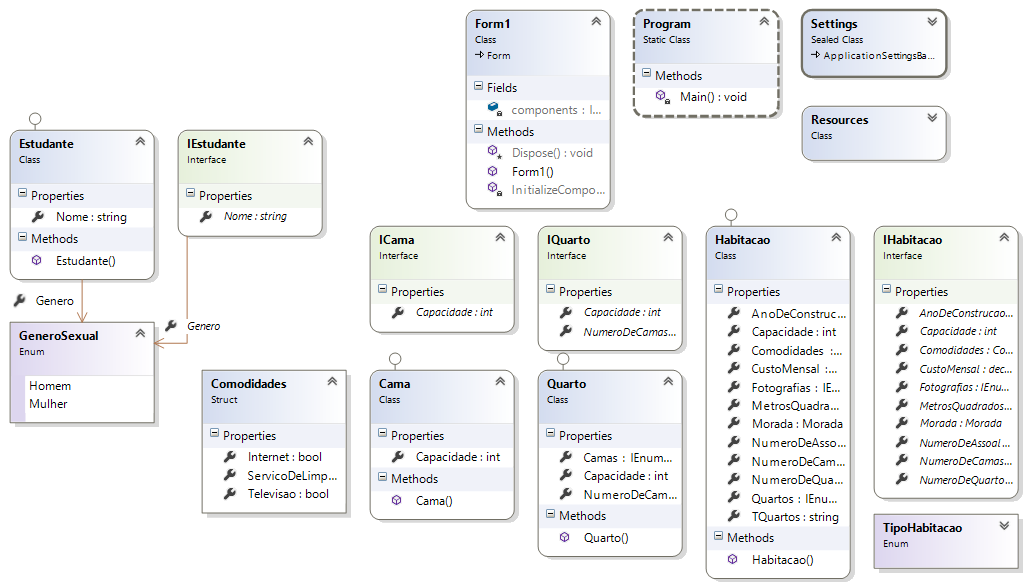 Form1
Class
Form
Fields
components : I...
Methods
Dispose() : void
Form1()
InitializeCompo...
Program
Static Class
Methods
Main() : void
Settings
Sealed Class
ApplicationSettingsBa...
Resources
Class
Estudante
Class
Properties
Nome : string
Methods
Estudante()
Genero
IEstudante
Interface
Properties
Nome : string
Genero
GeneroSexual
Enum
Homem
Mulher
ICama
Interface
Properties
Capacidade : int
IQuarto
Interface
Properties
Capacidade : int
NumeroDeCamas...
Habitacao
Class
Properties
AnoDeConstruc...
Capacidade : int
Comodidades :...
CustoMensal :...
Fotografias : IE...
MetrosQuadra...
Morada : Morada
NumeroDeAsso...
NumeroDeCam...
NumeroDeQua...
Quartos : IEnu...
TQuartos : string
Methods
Habitacao()
IHabitacao
Interface
Properties
AnoDeConstrucao...
Capacidade : int
Comodidades : Co...
CustoMensal : dec...
Fotografias : IEnu...
MetrosQuadrados...
Morada : Morada
NumeroDeAssoal...
NumeroDeCamas...
NumeroDeQuarto...
Comodidades
Struct
Properties
Internet : bool
ServicoDeLimp...
Televisao : bool
Cama
Class
Properties
Capacidade : int
Methods
Cama()
Quarto
Class
Properties
Camas : IEnum...
Capacidade : int
NumeroDeCam...
Methods
Quarto()
TipoHabitacao
Enum